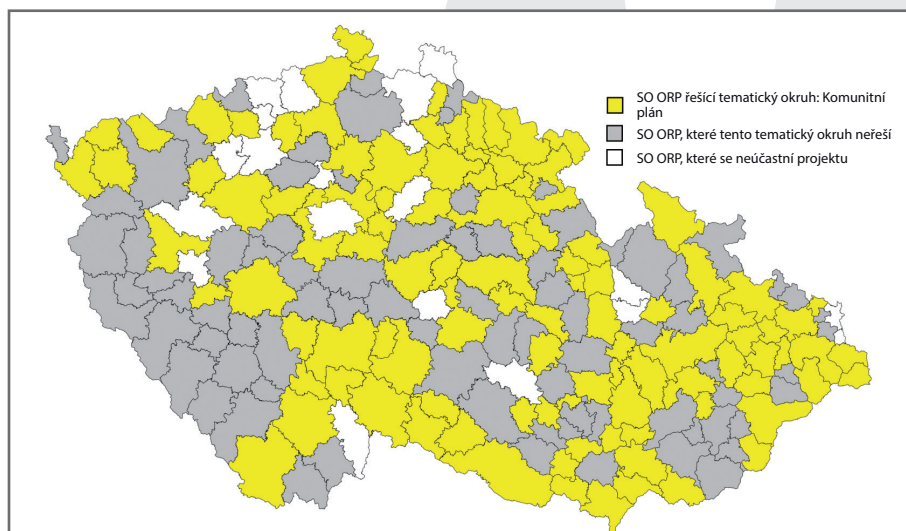 SO ORP řešící tematický okruh: Komunitní
plán
SO ORP, které tento tematický okruh neřeší
SO ORP, které se neúčastní projektu